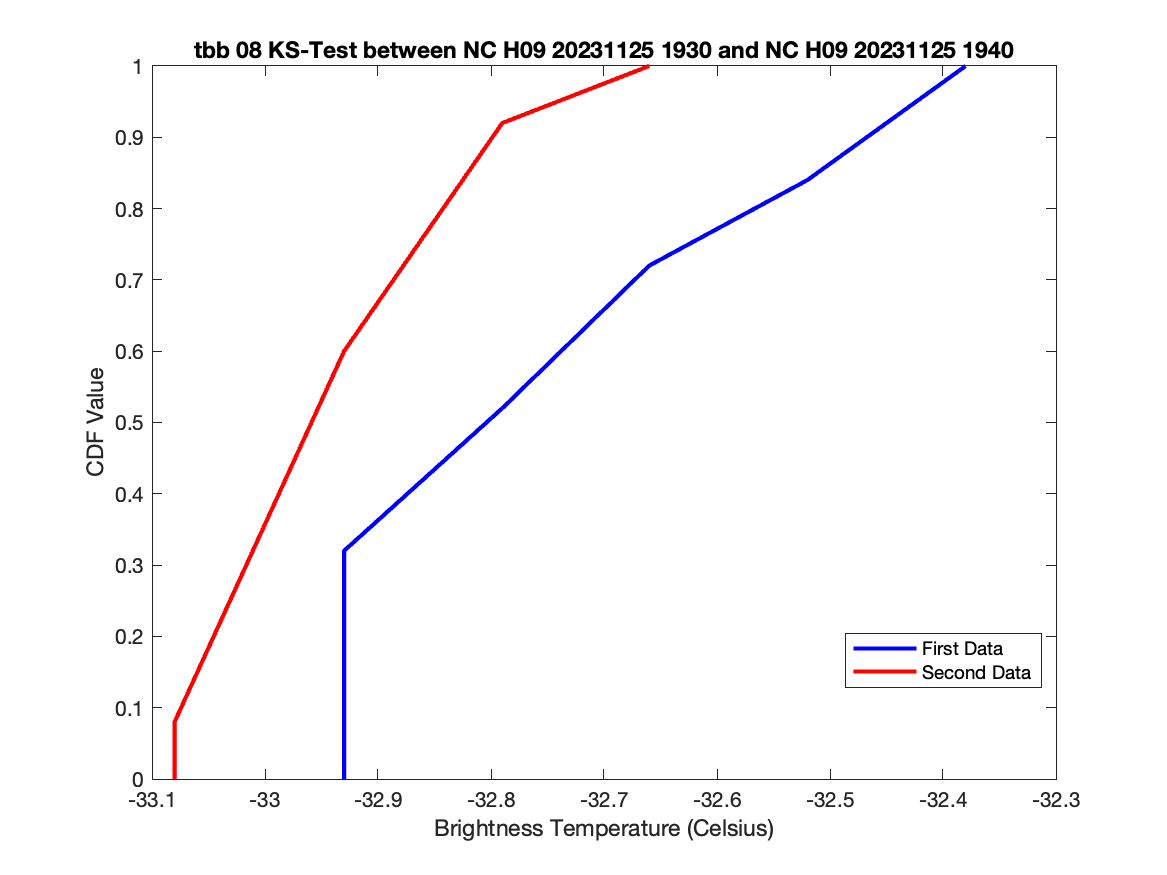 tbb 08 KS-Test between NC H09 20231125 1930 and NC H09 20231125 1940
1
0.9
0.8
0.7
0.6
0.5
0.4
0.3
0.2
0.1
0
CDF Value
First Data
Second Data
-33.1 -33 -32.9 -32.8 -32.7 -32.6 -32.5 -32.4 -32.3
Brightness Temperature (Celsius)